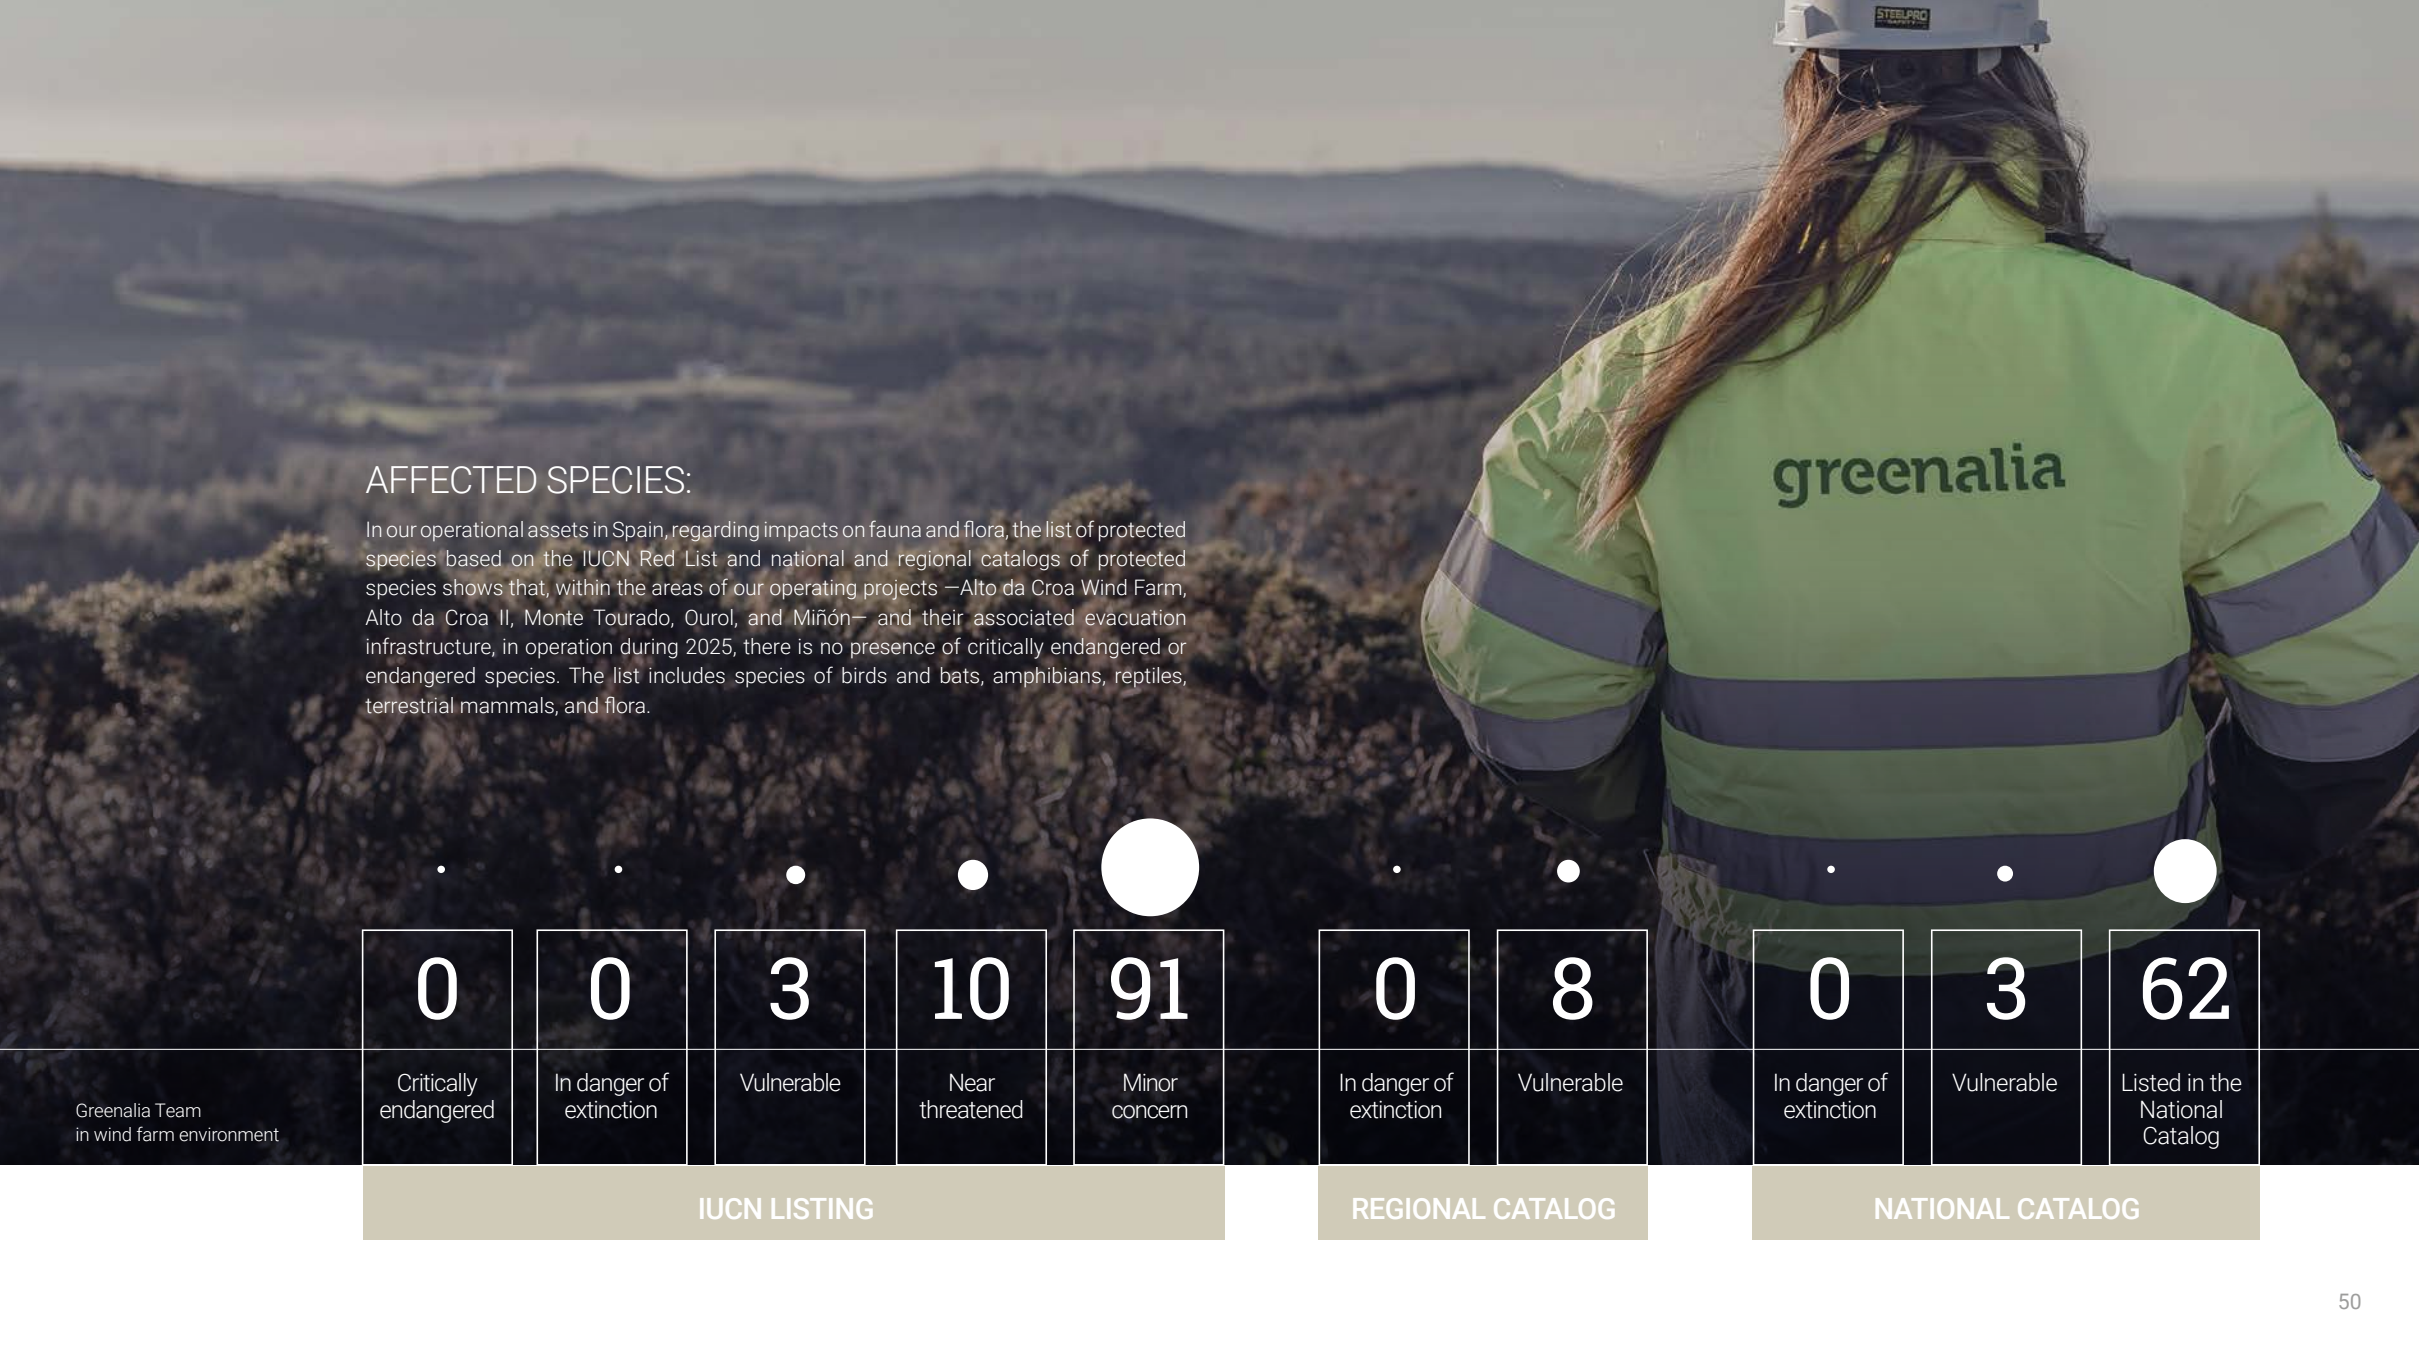 STEELPRO
SAFETY
greenalia
AFFECTED SPECIES:
In our operational assets in Spain, regarding impacts on fauna and flora, the list of protected
species based on the IUCN Red List and national and regional catalogs of protected
species shows that, within the areas of our operating projects —Alto da Croa Wind Farm,
Alto da Croa II, Monte Tourado, Ourol, and Miñón— and their associated evacuation
infrastructure, in operation during 2025, there is no presence of critically endangered or
endangered species. The list includes species of birds and bats, amphibians, reptiles,
terrestrial mammals, and flora.
0
Critically
endangered
0
In danger of
extinction
3
Vulnerable
10
Near
threatened
91
Minor
concern
IUCN LISTING
0
In danger of
extinction
8
Vulnerable
REGIONAL CATALOG
0
In danger of
extinction
3
Vulnerable
62
Listed in the
National
Catalog
NATIONAL CATALOG
Greenalia Team
in wind farm environment
50